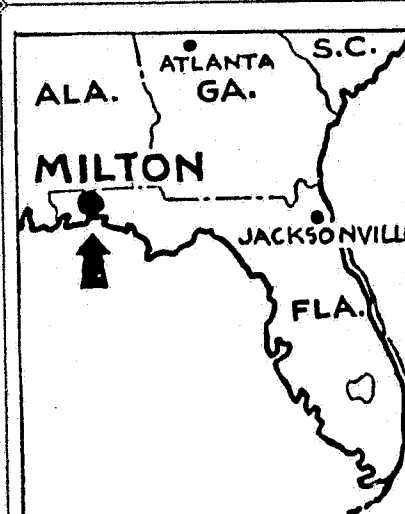 S.C.
ATLANTA
GA.
ALA.
MILTON
JACKSONVILL
FLA.